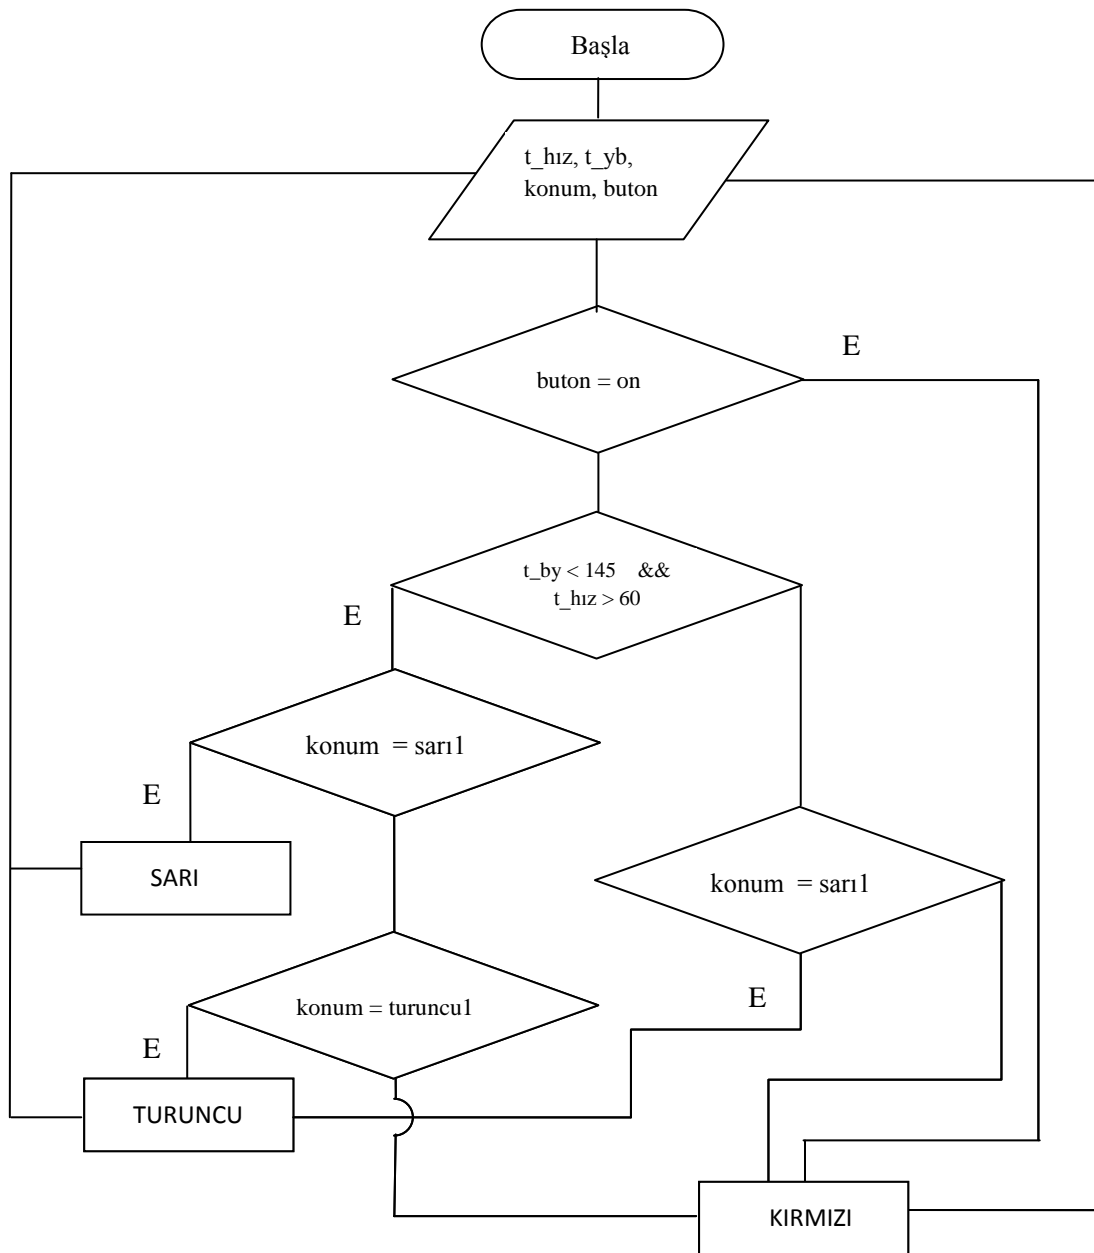 Başla
t_hız, t_yb,
konum, buton
E
buton = on
t_by < 145 &&
t_hız > 60
E
konum = sarı1
E
SARI
konum = sarı1
E
konum = turuncu1
E
TURUNCU
KIRMIZI